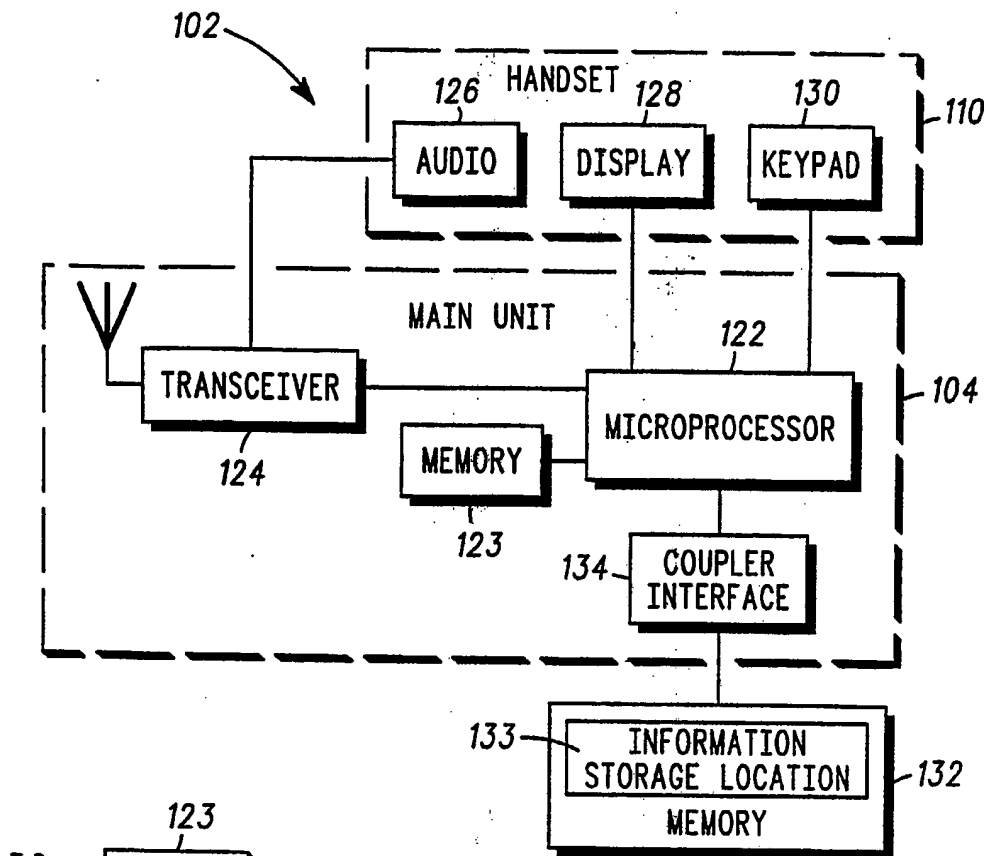 102
HANDSET
126
128
130
110
AUDIO
DISPLAY
KEYPAD
MAIN UNIT
122
TRANSCEIVER
104
MICROPROCESSOR
124
MEMORY
123
134
COUPLER
INTERFACE
133
INFORMATION
STORAGE LOCATION
132
MEMORY
123